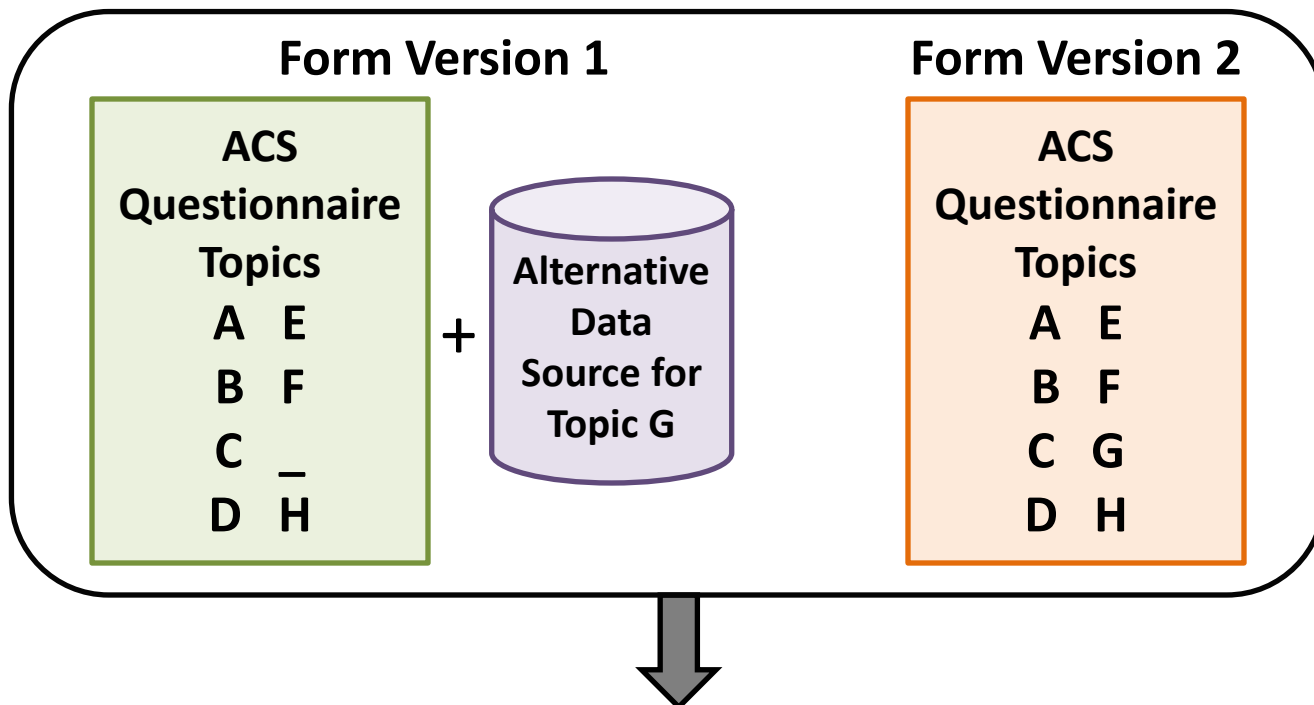 Form Version 1
ACS
Questionnaire
Topics
A E
B F
C _
D H
+
Alternative
Data
Source for
Topic G
Form Version 2
ACS
Questionnaire
Topics
A E
B F
C G
D H